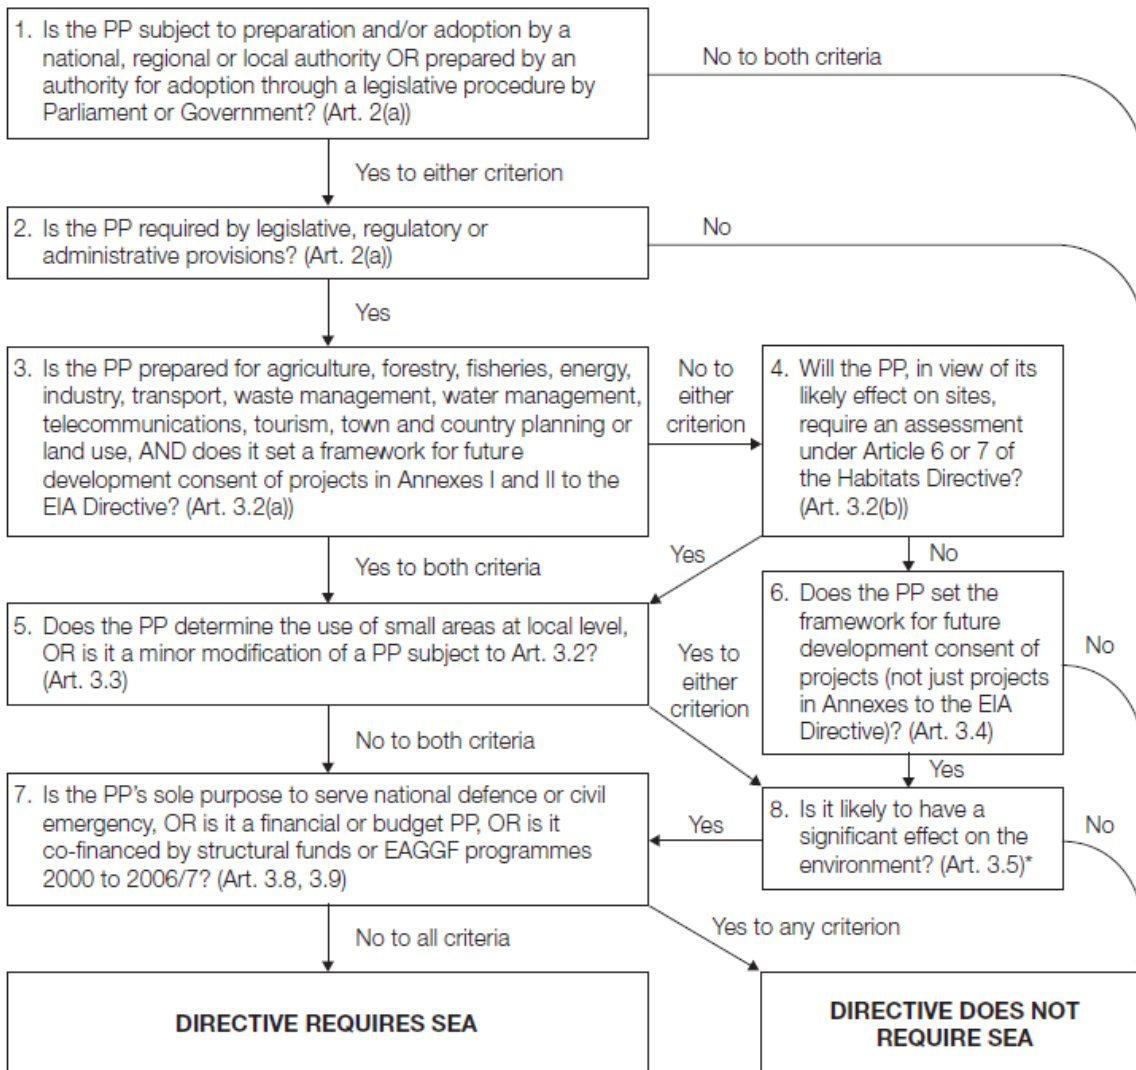 1. Is the PP subject to preparation and/or adoption by a
national, regional or local authority OR prepared by an
authority for adoption through a legislative procedure by
Parliament or Government? (Art. 2(a))
No to both criteria
Yes to either criterion
2. Is the PP required by legislative, regulatory or
administrative provisions? (Art. 2(a))
No
Yes
3. Is the PP prepared for agriculture, forestry, fisheries, energy,
industry, transport, waste management, water management,
telecommunications, tourism, town and country planning or
land use, AND does it set a framework for future
development consent of projects in Annexes I and II to the
EIA Directive? (Art. 3.2(a))
No to
either
criterion
4. Will the PP, in view of its
likely effect on sites,
require an assessment
under Article 6 or 7 of
the Habitats Directive?
(Art. 3.2(b))
Yes to both criteria
Yes
No
5. Does the PP determine the use of small areas at local level,
OR is it a minor modification of a PP subject to Art. 3.2?
(Art. 3.3)
Yes to
either
criterion
6. Does the PP set the
framework for future
development consent of
projects (not just projects
in Annexes to the EIA
Directive)? (Art. 3.4)
No
No to both criteria
Yes
7. Is the PP's sole purpose to serve national defence or civil
emergency, OR is it a financial or budget PP, OR is it
co-financed by structural funds or EAGGF programmes
2000 to 2006/7? (Art. 3.8, 3.9)
Yes
8. Is it likely to have a
significant effect on the
environment? (Art. 3.5)*
No
No to all criteria
Yes to any criterion
DIRECTIVE REQUIRES SEA
DIRECTIVE DOES NOT
REQUIRE SEA